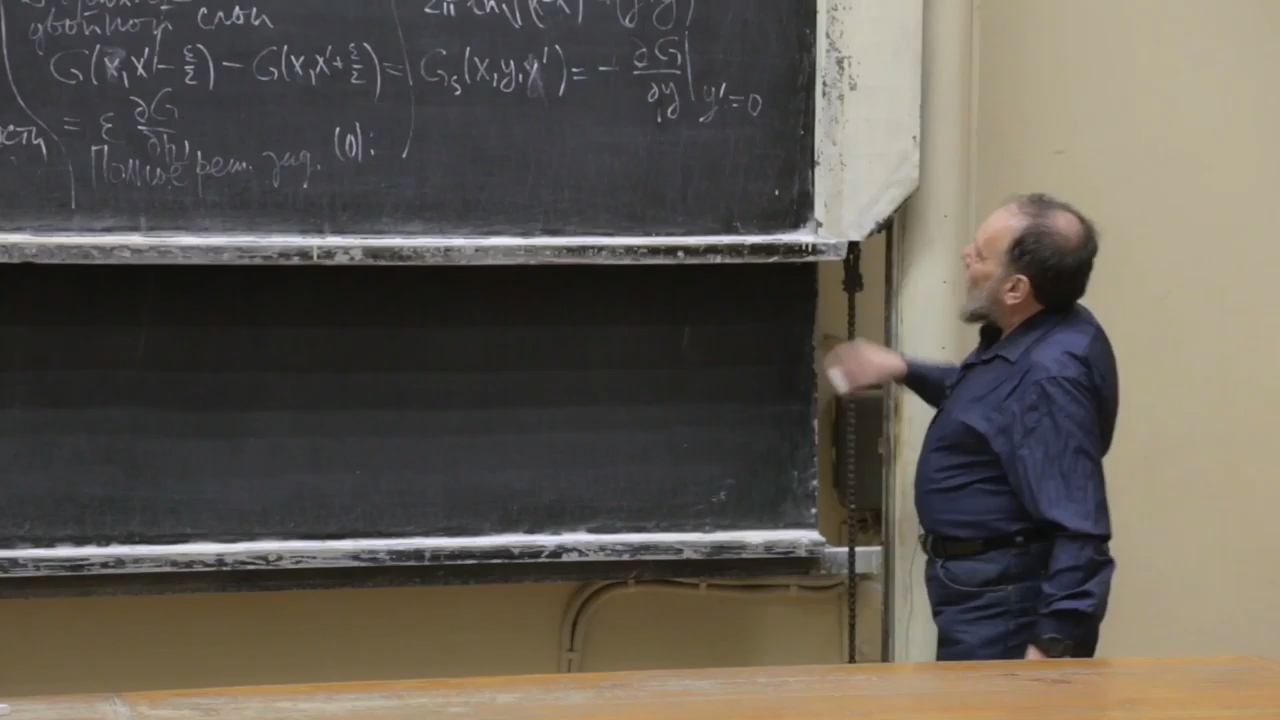 двойной слой
G(x, x' - ε/2) - G(x, x' + ε/2) =
= ε ∂G/∂n'
Полное реш. зад. (0):
G_s(x, y, x') = - ∂G/∂y' |_{y'=0}